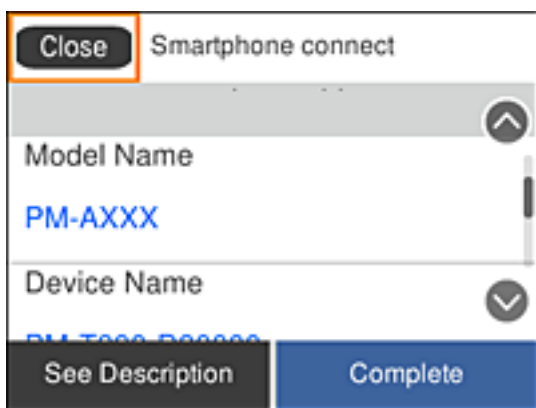 Close
Smartphone connect
Model Name
PM-AXXX
Device Name
See Description
Complete